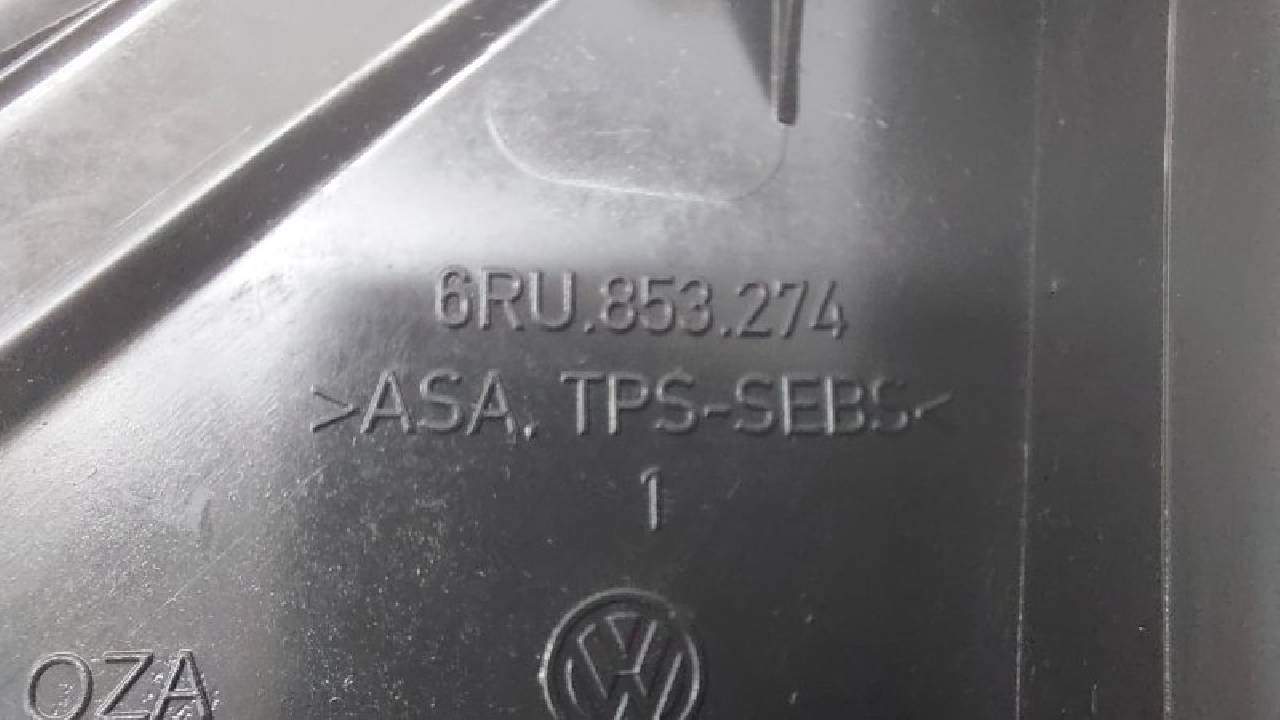 6RU.853.274
>ASA. TPS-SEBS<
1
OZA